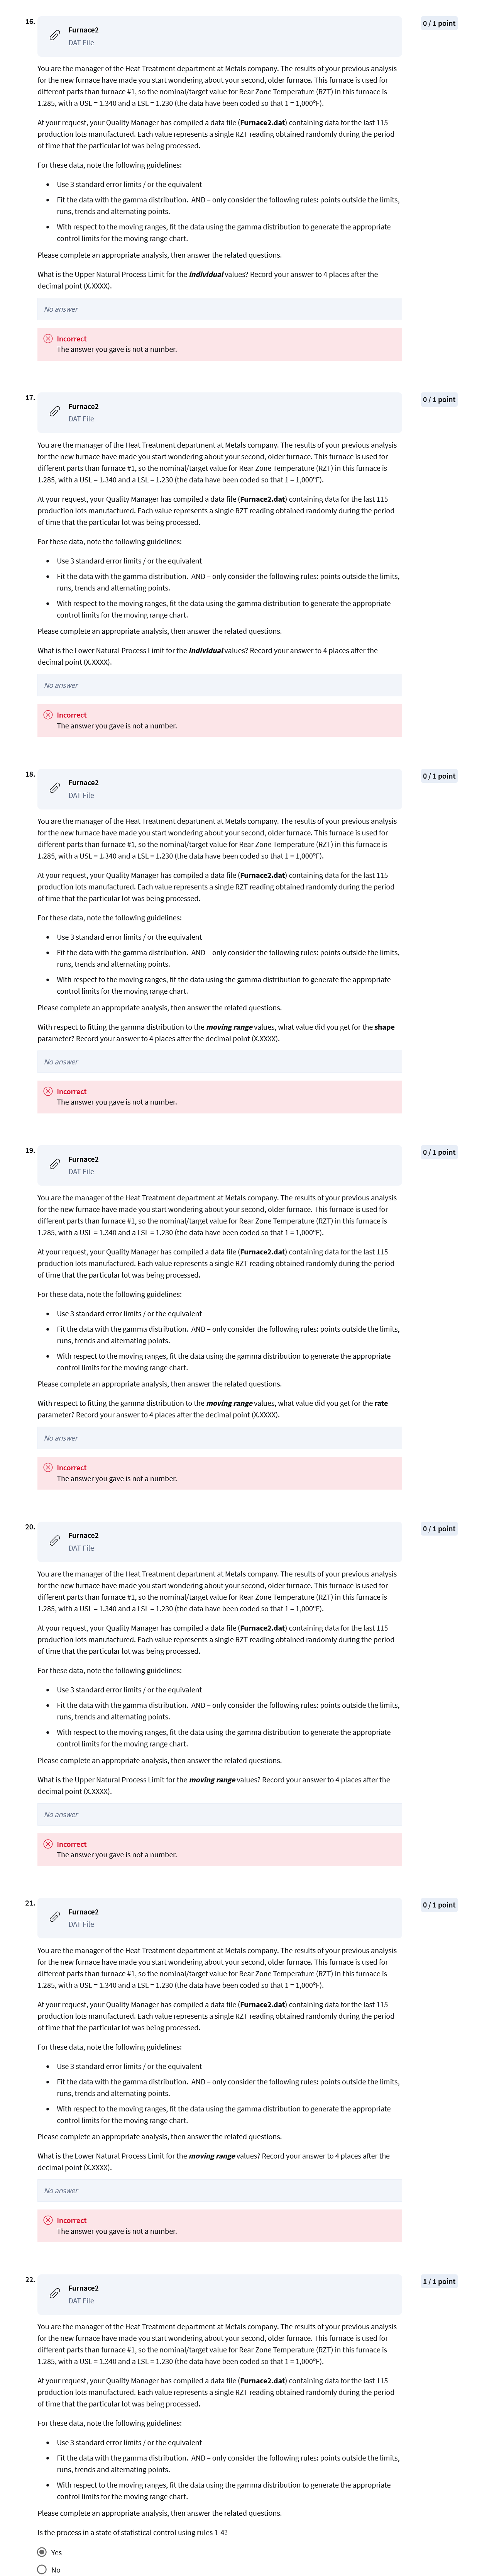 16.
Furnace2
DAT File
0 / 1 point
You are the manager of the Heat Treatment department at Metals company. The results of your previous analysis
for the new furnace have made you start wondering about your second, older furnace. This furnace is used for
different parts than furnace #1, so the nominal/target value for Rear Zone Temperature (RZT) in this furnace is
1.285, with a USL = 1.340 and a LSL = 1.230 (the data have been coded so that 1 = 1,000°F).
At your request, your Quality Manager has compiled a data file (Furnace2.dat) containing data for the last 115
production lots manufactured. Each value represents a single RZT reading obtained randomly during the period
of time that the particular lot was being processed.
For these data, note the following guidelines:
• Use 3 standard error limits / or the equivalent
• Fit the data with the gamma distribution. AND – only consider the following rules: points outside the limits,
runs, trends and alternating points.
• With respect to the moving ranges, fit the data using the gamma distribution to generate the appropriate
control limits for the moving range chart.
Please complete an appropriate analysis, then answer the related questions.
What is the Upper Natural Process Limit for the individual values? Record your answer to 4 places after the
decimal point (X.XXXX).
No answer
Incorrect
The answer you gave is not a number.
17.
Furnace2
DAT File
0 / 1 point
You are the manager of the Heat Treatment department at Metals company. The results of your previous analysis
for the new furnace have made you start wondering about your second, older furnace. This furnace is used for
different parts than furnace #1, so the nominal/target value for Rear Zone Temperature (RZT) in this furnace is
1.285, with a USL = 1.340 and a LSL = 1.230 (the data have been coded so that 1 = 1,000°F).
At your request, your Quality Manager has compiled a data file (Furnace2.dat) containing data for the last 115
production lots manufactured. Each value represents a single RZT reading obtained randomly during the period
of time that the particular lot was being processed.
For these data, note the following guidelines:
• Use 3 standard error limits / or the equivalent
• Fit the data with the gamma distribution. AND – only consider the following rules: points outside the limits,
runs, trends and alternating points.
• With respect to the moving ranges, fit the data using the gamma distribution to generate the appropriate
control limits for the moving range chart.
Please complete an appropriate analysis, then answer the related questions.
What is the Lower Natural Process Limit for the individual values? Record your answer to 4 places after the
decimal point (X.XXXX).
No answer
Incorrect
The answer you gave is not a number.
18.
Furnace2
DAT File
0 / 1 point
You are the manager of the Heat Treatment department at Metals company. The results of your previous analysis
for the new furnace have made you start wondering about your second, older furnace. This furnace is used for
different parts than furnace #1, so the nominal/target value for Rear Zone Temperature (RZT) in this furnace is
1.285, with a USL = 1.340 and a LSL = 1.230 (the data have been coded so that 1 = 1,000°F).
At your request, your Quality Manager has compiled a data file (Furnace2.dat) containing data for the last 115
production lots manufactured. Each value represents a single RZT reading obtained randomly during the period
of time that the particular lot was being processed.
For these data, note the following guidelines:
• Use 3 standard error limits / or the equivalent
• Fit the data with the gamma distribution. AND – only consider the following rules: points outside the limits,
runs, trends and alternating points.
• With respect to the moving ranges, fit the data using the gamma distribution to generate the appropriate
control limits for the moving range chart.
Please complete an appropriate analysis, then answer the related questions.
With respect to fitting the gamma distribution to the moving range values, what value did you get for the shape
parameter? Record your answer to 4 places after the decimal point (X.XXXX).
No answer
Incorrect
The answer you gave is not a number.
19.
Furnace2
DAT File
0 / 1 point
You are the manager of the Heat Treatment department at Metals company. The results of your previous analysis
for the new furnace have made you start wondering about your second, older furnace. This furnace is used for
different parts than furnace #1, so the nominal/target value for Rear Zone Temperature (RZT) in this furnace is
1.285, with a USL = 1.340 and a LSL = 1.230 (the data have been coded so that 1 = 1,000°F).
At your request, your Quality Manager has compiled a data file (Furnace2.dat) containing data for the last 115
production lots manufactured. Each value represents a single RZT reading obtained randomly during the period
of time that the particular lot was being processed.
For these data, note the following guidelines:
• Use 3 standard error limits / or the equivalent
• Fit the data with the gamma distribution. AND – only consider the following rules: points outside the limits,
runs, trends and alternating points.
• With respect to the moving ranges, fit the data using the gamma distribution to generate the appropriate
control limits for the moving range chart.
Please complete an appropriate analysis, then answer the related questions.
With respect to fitting the gamma distribution to the moving range values, what value did you get for the rate
parameter? Record your answer to 4 places after the decimal point (X.XXXX).
No answer
Incorrect
The answer you gave is not a number.
20.
Furnace2
DAT File
0 / 1 point
You are the manager of the Heat Treatment department at Metals company. The results of your previous analysis
for the new furnace have made you start wondering about your second, older furnace. This furnace is used for
different parts than furnace #1, so the nominal/target value for Rear Zone Temperature (RZT) in this furnace is
1.285, with a USL = 1.340 and a LSL = 1.230 (the data have been coded so that 1 = 1,000°F).
At your request, your Quality Manager has compiled a data file (Furnace2.dat) containing data for the last 115
production lots manufactured. Each value represents a single RZT reading obtained randomly during the period
of time that the particular lot was being processed.
For these data, note the following guidelines:
• Use 3 standard error limits / or the equivalent
• Fit the data with the gamma distribution. AND – only consider the following rules: points outside the limits,
runs, trends and alternating points.
• With respect to the moving ranges, fit the data using the gamma distribution to generate the appropriate
control limits for the moving range chart.
Please complete an appropriate analysis, then answer the related questions.
What is the Upper Natural Process Limit for the moving range values? Record your answer to 4 places after the
decimal point (X.XXXX).
No answer
Incorrect
The answer you gave is not a number.
21.
Furnace2
DAT File
0 / 1 point
You are the manager of the Heat Treatment department at Metals company. The results of your previous analysis
for the new furnace have made you start wondering about your second, older furnace. This furnace is used for
different parts than furnace #1, so the nominal/target value for Rear Zone Temperature (RZT) in this furnace is
1.285, with a USL = 1.340 and a LSL = 1.230 (the data have been coded so that 1 = 1,000°F).
At your request, your Quality Manager has compiled a data file (Furnace2.dat) containing data for the last 115
production lots manufactured. Each value represents a single RZT reading obtained randomly during the period
of time that the particular lot was being processed.
For these data, note the following guidelines:
• Use 3 standard error limits / or the equivalent
• Fit the data with the gamma distribution. AND – only consider the following rules: points outside the limits,
runs, trends and alternating points.
• With respect to the moving ranges, fit the data using the gamma distribution to generate the appropriate
control limits for the moving range chart.
Please complete an appropriate analysis, then answer the related questions.
What is the Lower Natural Process Limit for the moving range values? Record your answer to 4 places after the
decimal point (X.XXXX).
No answer
Incorrect
The answer you gave is not a number.
22.
Furnace2
DAT File
1 / 1 point
You are the manager of the Heat Treatment department at Metals company. The results of your previous analysis
for the new furnace have made you start wondering about your second, older furnace. This furnace is used for
different parts than furnace #1, so the nominal/target value for Rear Zone Temperature (RZT) in this furnace is
1.285, with a USL = 1.340 and a LSL = 1.230 (the data have been coded so that 1 = 1,000°F).
At your request, your Quality Manager has compiled a data file (Furnace2.dat) containing data for the last 115
production lots manufactured. Each value represents a single RZT reading obtained randomly during the period
of time that the particular lot was being processed.
For these data, note the following guidelines:
• Use 3 standard error limits / or the equivalent
• Fit the data with the gamma distribution. AND – only consider the following rules: points outside the limits,
runs, trends and alternating points.
• With respect to the moving ranges, fit the data using the gamma distribution to generate the appropriate
control limits for the moving range chart.
Please complete an appropriate analysis, then answer the related questions.
Is the process in a state of statistical control using rules 1-4?
Yes
No